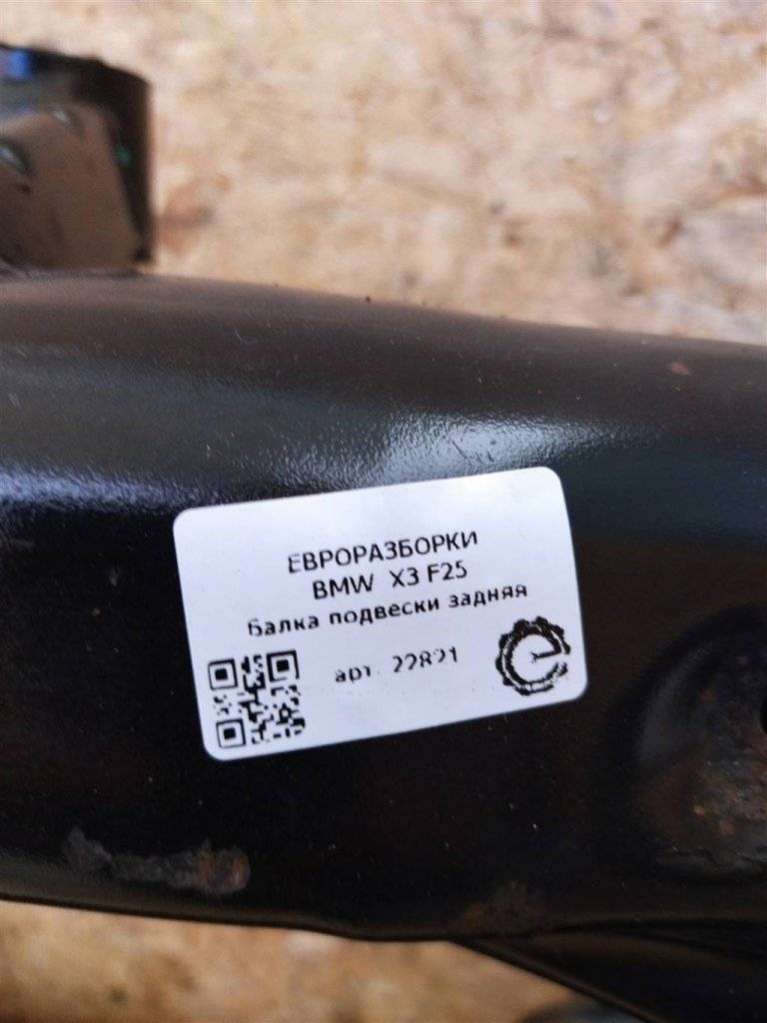 ЕВРОРАЗБОРКИ
BMW X3 F25
Балка подвески задняя
арт. 22821